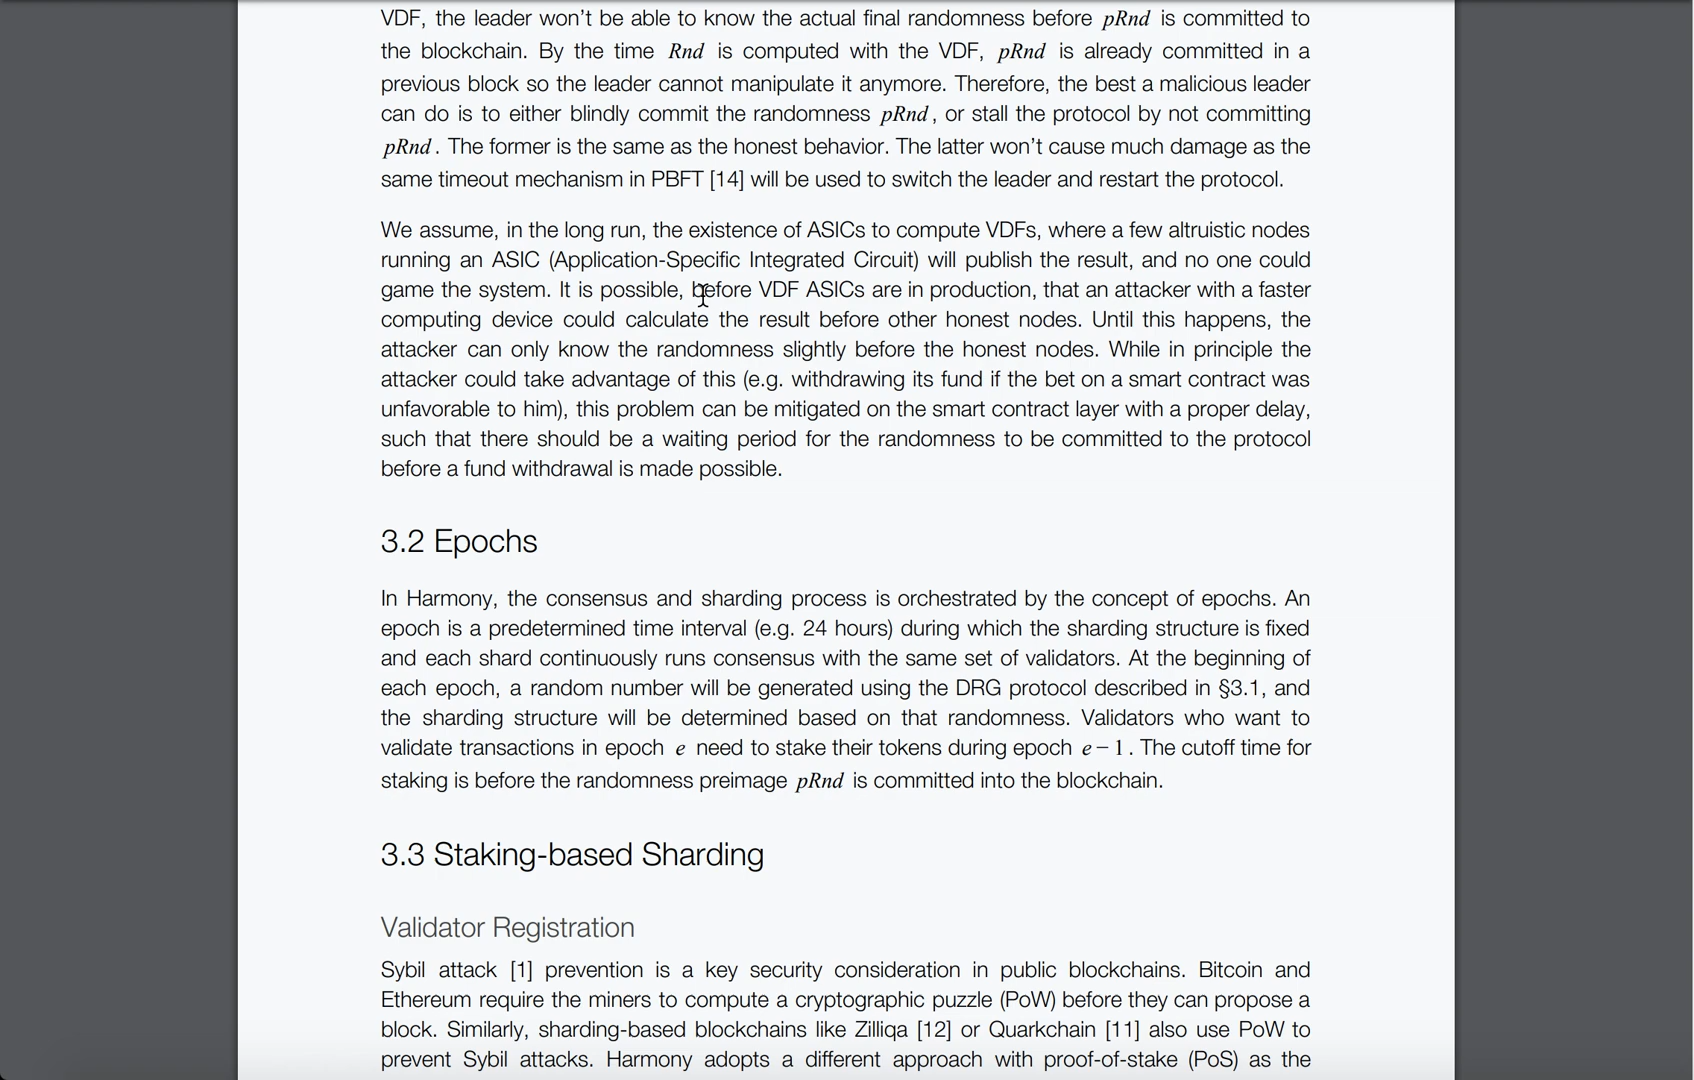 VDF, the leader won’t be able to know the actual final randomness before pRnd is committed to
the blockchain. By the time Rnd is computed with the VDF, pRnd is already committed in a
previous block so the leader cannot manipulate it anymore. Therefore, the best a malicious leader
can do is to either blindly commit the randomness pRnd, or stall the protocol by not committing
pRnd. The former is the same as the honest behavior. The latter won’t cause much damage as the
same timeout mechanism in PBFT [14] will be used to switch the leader and restart the protocol.
We assume, in the long run, the existence of ASICs to compute VDFs, where a few altruistic nodes
running an ASIC (Application-Specific Integrated Circuit) will publish the result, and no one could
game the system. It is possible, before VDF ASICs are in production, that an attacker with a faster
computing device could calculate the result before other honest nodes. Until this happens, the
attacker can only know the randomness slightly before the honest nodes. While in principle the
attacker could take advantage of this (e.g. withdrawing its fund if the bet on a smart contract was
unfavorable to him), this problem can be mitigated on the smart contract layer with a proper delay,
such that there should be a waiting period for the randomness to be committed to the protocol
before a fund withdrawal is made possible.
3.2 Epochs
In Harmony, the consensus and sharding process is orchestrated by the concept of epochs. An
epoch is a predetermined time interval (e.g. 24 hours) during which the sharding structure is fixed
and each shard continuously runs consensus with the same set of validators. At the beginning of
each epoch, a random number will be generated using the DRG protocol described in §3.1, and
the sharding structure will be determined based on that randomness. Validators who want to
validate transactions in epoch e need to stake their tokens during epoch e − 1. The cutoff time for
staking is before the randomness preimage pRnd is committed into the blockchain.
3.3 Staking-based Sharding
Validator Registration
Sybil attack [1] prevention is a key security consideration in public blockchains. Bitcoin and
Ethereum require the miners to compute a cryptographic puzzle (PoW) before they can propose a
block. Similarly, sharding-based blockchains like Zilliqa [12] or Quarkchain [11] also use PoW to
prevent Sybil attacks. Harmony adopts a different approach with proof-of-stake (PoS) as the